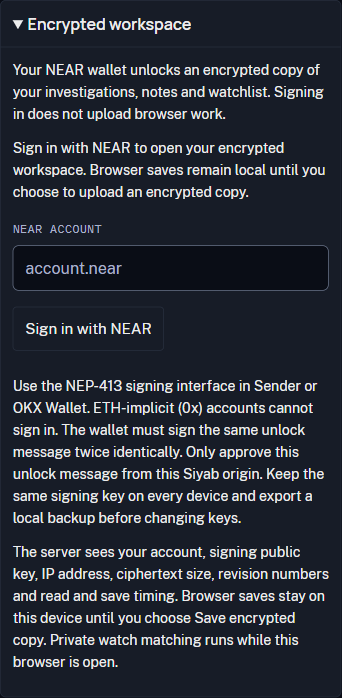 ▼ Encrypted workspace
Your NEAR wallet unlocks an encrypted copy of
your investigations, notes and watchlist. Signing
in does not upload browser work.
Sign in with NEAR to open your encrypted
workspace. Browser saves remain local until you
choose to upload an encrypted copy.
NEAR ACCOUNT
account.near
Sign in with NEAR
Use the NEP-413 signing interface in Sender or
OKX Wallet. ETH-implicit (0x) accounts cannot
sign in. The wallet must sign the same unlock
message twice identically. Only approve this
unlock message from this Siyab origin. Keep the
same signing key on every device and export a
local backup before changing keys.
The server sees your account, signing public
key, IP address, ciphertext size, revision numbers
and read and save timing. Browser saves stay on
this device until you choose Save encrypted
copy. Private watch matching runs while this
browser is open.